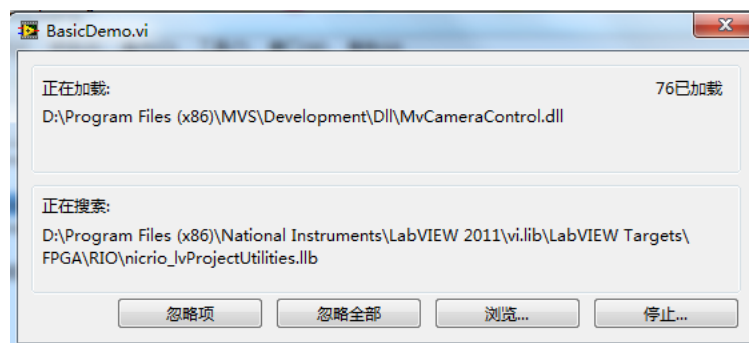 BasicDemo.vi
正在加载: 76已加载
D:\Program Files (x86)\MVS\Development\Dll\MvCameraControl.dll
正在搜索:
D:\Program Files (x86)\National Instruments\LabVIEW 2011\vi.lib\LabVIEW Targets\
FPGA\RIO\nicrio_lvProjectUtilities.llb
忽略项 忽略全部 浏览... 停止...